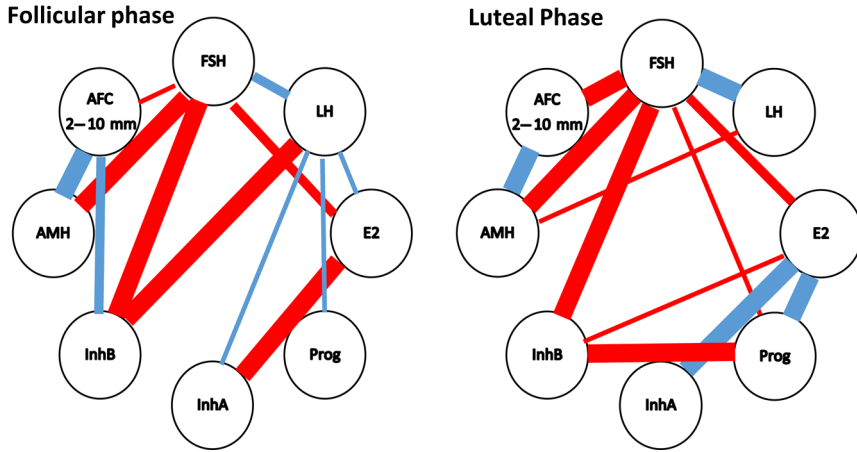 Follicular phase
FSH
AFC
2–10 mm
LH
AMH
E2
InhB
Prog
InhA
Luteal Phase
FSH
AFC
2–10 mm
LH
AMH
E2
InhB
Prog
InhA